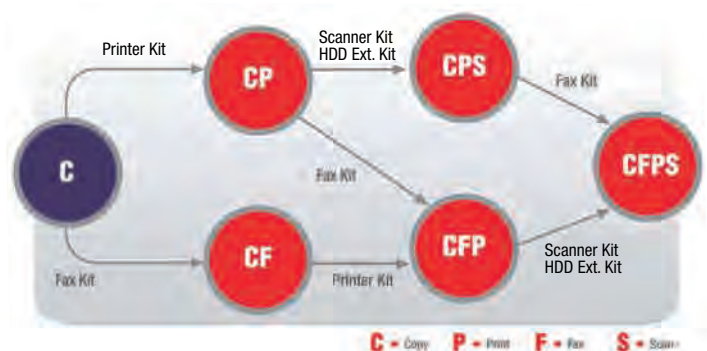 Printer Kit
CP
Scanner Kit
HDD Ext. Kit
CPS
Fax Kit
C
Fax Kit
CFPS
Fax Kit
CF
Printer Kit
CFP
Scanner Kit
HDD Ext. Kit
C = Copy P = Print F = Fax S = Scan